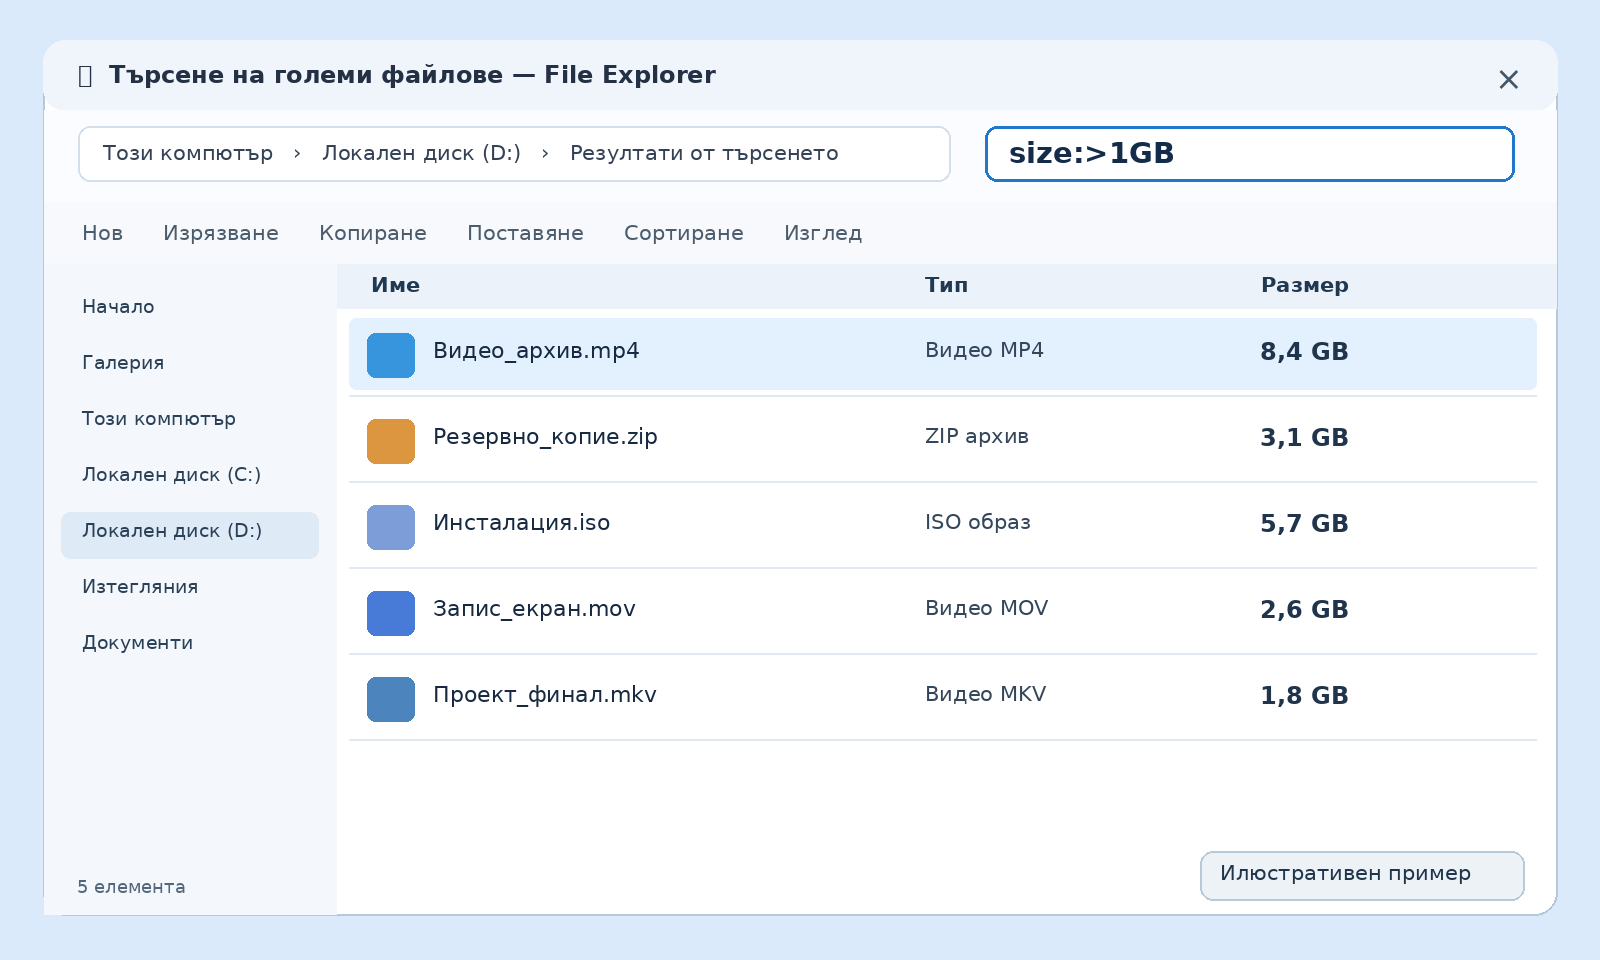 Търсене на големи файлове — File Explorer
Този компютър › Локален диск (D:) › Резултати от търсенето
size:>1GB
Нов Изрязване Копиране Поставяне Сортиране Изглед
Начало
Галерия
Този компютър
Локален диск (C:)
Локален диск (D:)
Изтегляния
Документи
5 елемента
Име Тип Размер
Видео_архив.mp4 Видео MP4 8,4 GB
Резервно_копие.zip ZIP архив 3,1 GB
Инсталация.iso ISO образ 5,7 GB
Запис_екран.mov Видео MOV 2,6 GB
Проект_финал.mkv Видео MKV 1,8 GB
Илюстративен пример